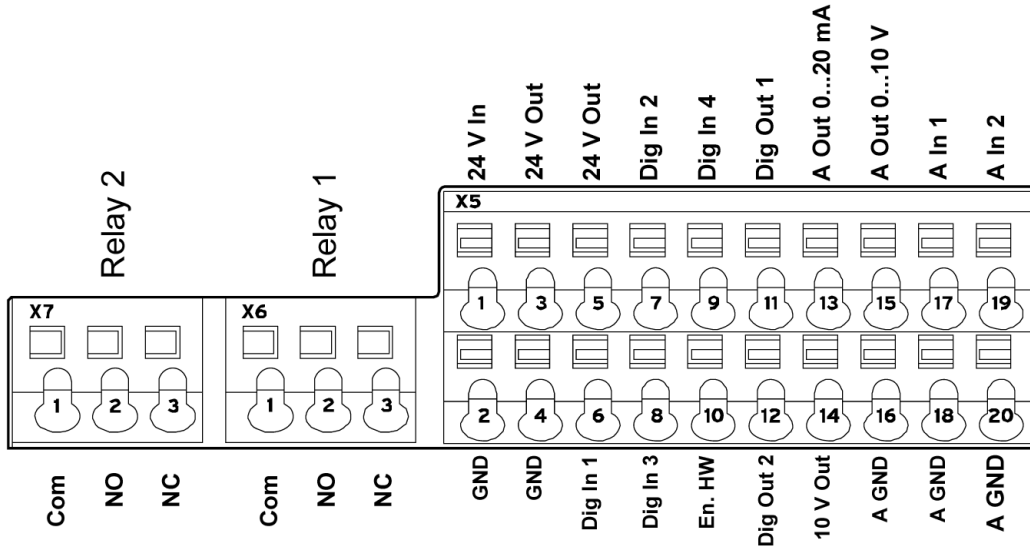 24 V In
24 V Out
24 V Out
Dig In 2
Dig In 4
Dig Out 1
A Out 0...20 mA
A Out 0...10 V
A In 1
A In 2
Relay 2
Relay 1
X5
1
3
5
7
9
11
13
15
17
19
X7
X6
1
2
3
1
2
3
2
4
6
8
10
12
14
16
18
20
Com
NO
NC
Com
NO
NC
GND
GND
Dig In 1
Dig In 3
En. HW
Dig Out 2
10 V Out
A GND
A GND
A GND